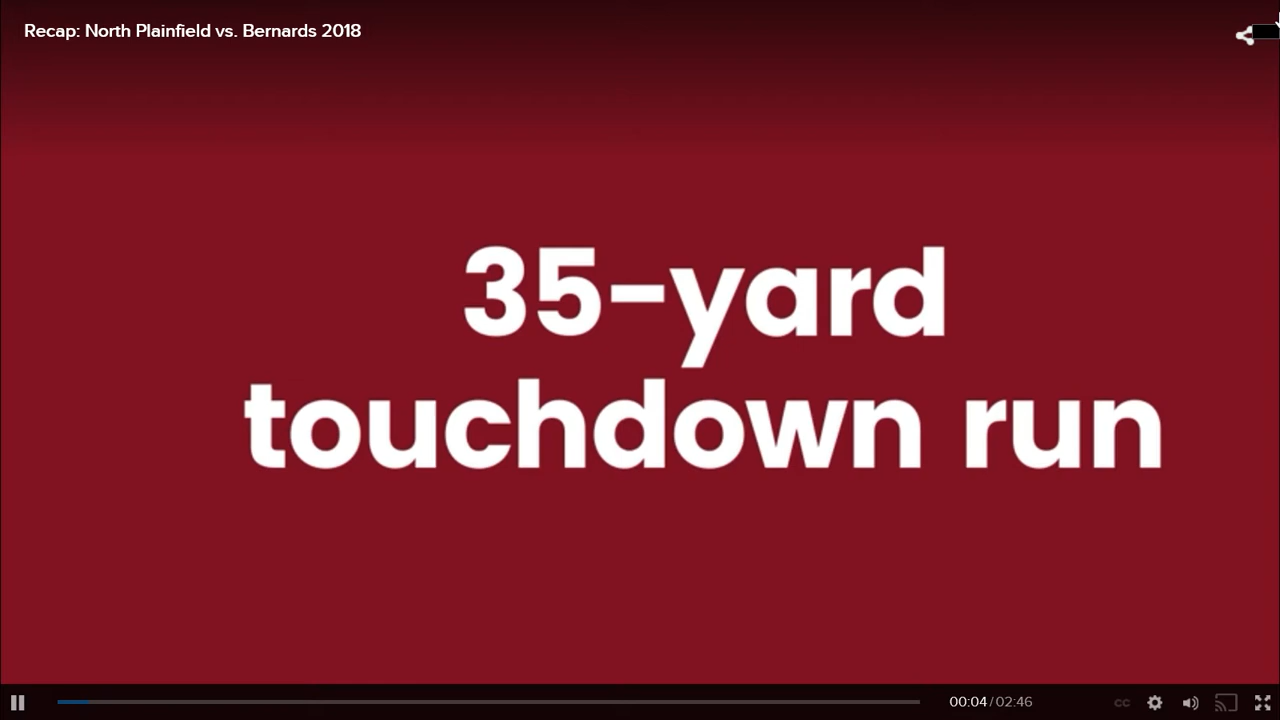 Recap: North Plainfield vs. Bernards 2018
35-yard
touchdown run
00:04/02:46 CC